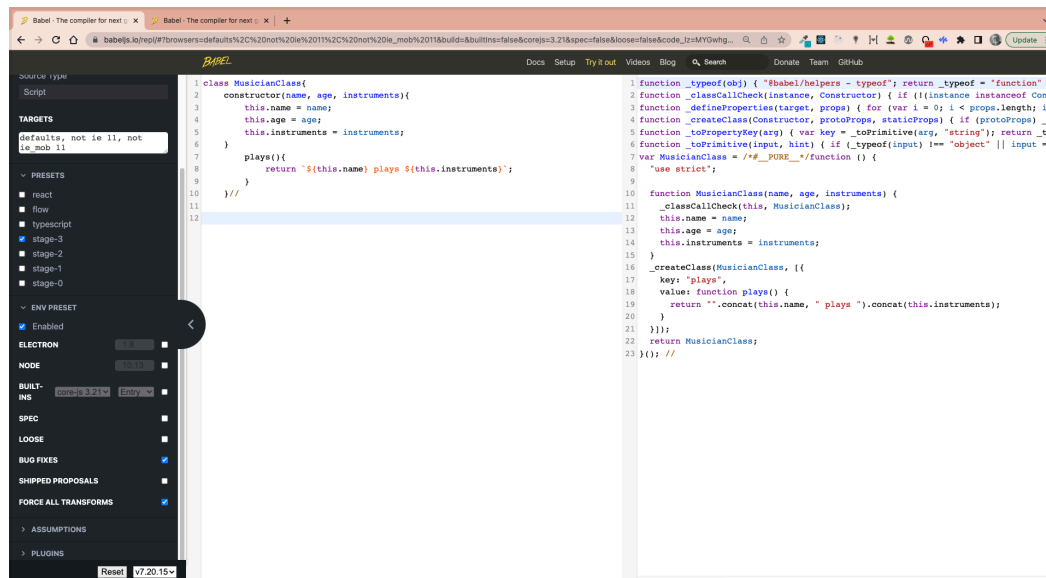 Babel · The compiler for next g
Babel · The compiler for next g
babeljs.io/repl/#?browsers=defaults%2C%20not%20ie%2011%2C%20not%20ie_mob%2011&build=&builtIns=false&corejs=3.21&spec=false&loose=false&code_lz=MYGwhg...
Update
BABEL
Docs Setup Try it out Videos Blog Search Donate Team GitHub
Source Type
Script
TARGETS
defaults, not ie 11, not
ie_mob 11
PRESETS
react
flow
typescript
stage-3
stage-2
stage-1
stage-0
ENV PRESET
Enabled
ELECTRON 1.8
NODE 10.13
BUILT-
INS core-js 3.21 Entry
SPEC
LOOSE
BUG FIXES
SHIPPED PROPOSALS
FORCE ALL TRANSFORMS
> ASSUMPTIONS
> PLUGINS
Reset v7.20.15
1 class MusicianClass{
2 constructor(name, age, instruments){
3 this.name = name;
4 this.age = age;
5 this.instruments = instruments;
6 }
7 plays(){
8 return `${this.name} plays ${this.instruments}`;
9 }
10 }//
11
12
1 function _typeof(obj) { "@babel/helpers - typeof"; return _typeof = "function"
2 function _classCallCheck(instance, Constructor) { if (!(instance instanceof Con
3 function _defineProperties(target, props) { for (var i = 0; i < props.length; i
4 function _createClass(Constructor, protoProps, staticProps) { if (protoProps) _
5 function _toPropertyKey(arg) { var key = _toPrimitive(arg, "string"); return _t
6 function _toPrimitive(input, hint) { if (_typeof(input) !== "object" || input =
7 var MusicianClass = /*#__PURE__*/function () {
8 "use strict";
9
10 function MusicianClass(name, age, instruments) {
11 _classCallCheck(this, MusicianClass);
12 this.name = name;
13 this.age = age;
14 this.instruments = instruments;
15 }
16 _createClass(MusicianClass, [{
17 key: "plays",
18 value: function plays() {
19 return "".concat(this.name, " plays ").concat(this.instruments);
20 }
21 }]);
22 return MusicianClass;
23 }(); //